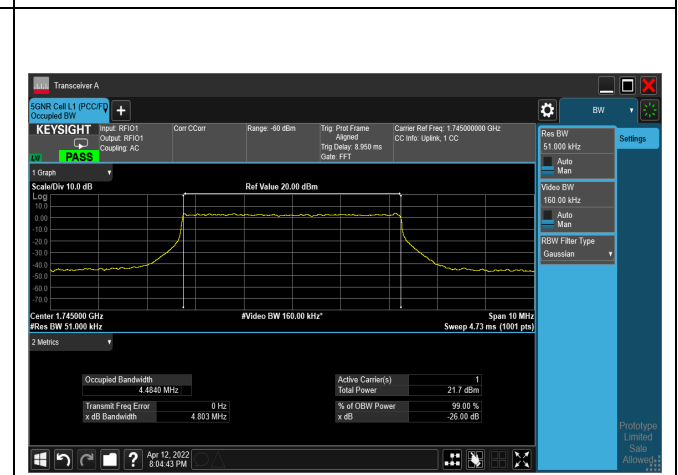 Transceiver A
5GNR Cell L1 (PCC/FD
Occupied BW
BW
KEYSIGHT
LVI PASS
Input: RFIO1
Output: RFIO1
Coupling: AC
Corr CCorr
Range: -60 dBm
Trig: Prot Frame
Aligned
Trig Delay: 8.950 ms
Gate: FFT
Carrier Ref Freq: 1.745000000 GHz
CC Info: Uplink, 1 CC
Res BW
51.000 kHz
Auto
Man
Settings
Video BW
160.00 kHz
Auto
Man
RBW Filter Type
Gaussian
1 Graph
Scale/Div 10.0 dB
Ref Value 20.00 dBm
Log
10.0
0.00
-10.0
-20.0
-30.0
-40.0
-50.0
-60.0
-70.0
Center 1.745000 GHz
#Video BW 160.00 kHz*
Span 10 MHz
#Res BW 51.000 kHz
Sweep 4.73 ms (1001 pts)
2 Metrics
Occupied Bandwidth
4.4840 MHz
Active Carrier(s) 1
Total Power 21.7 dBm
Transmit Freq Error 0 Hz
x dB Bandwidth 4.803 MHz
% of OBW Power 99.00 %
x dB -26.00 dB
Prototype
Limited
Sale
Allowed
?
Apr 12, 2022
8:04:43 PM